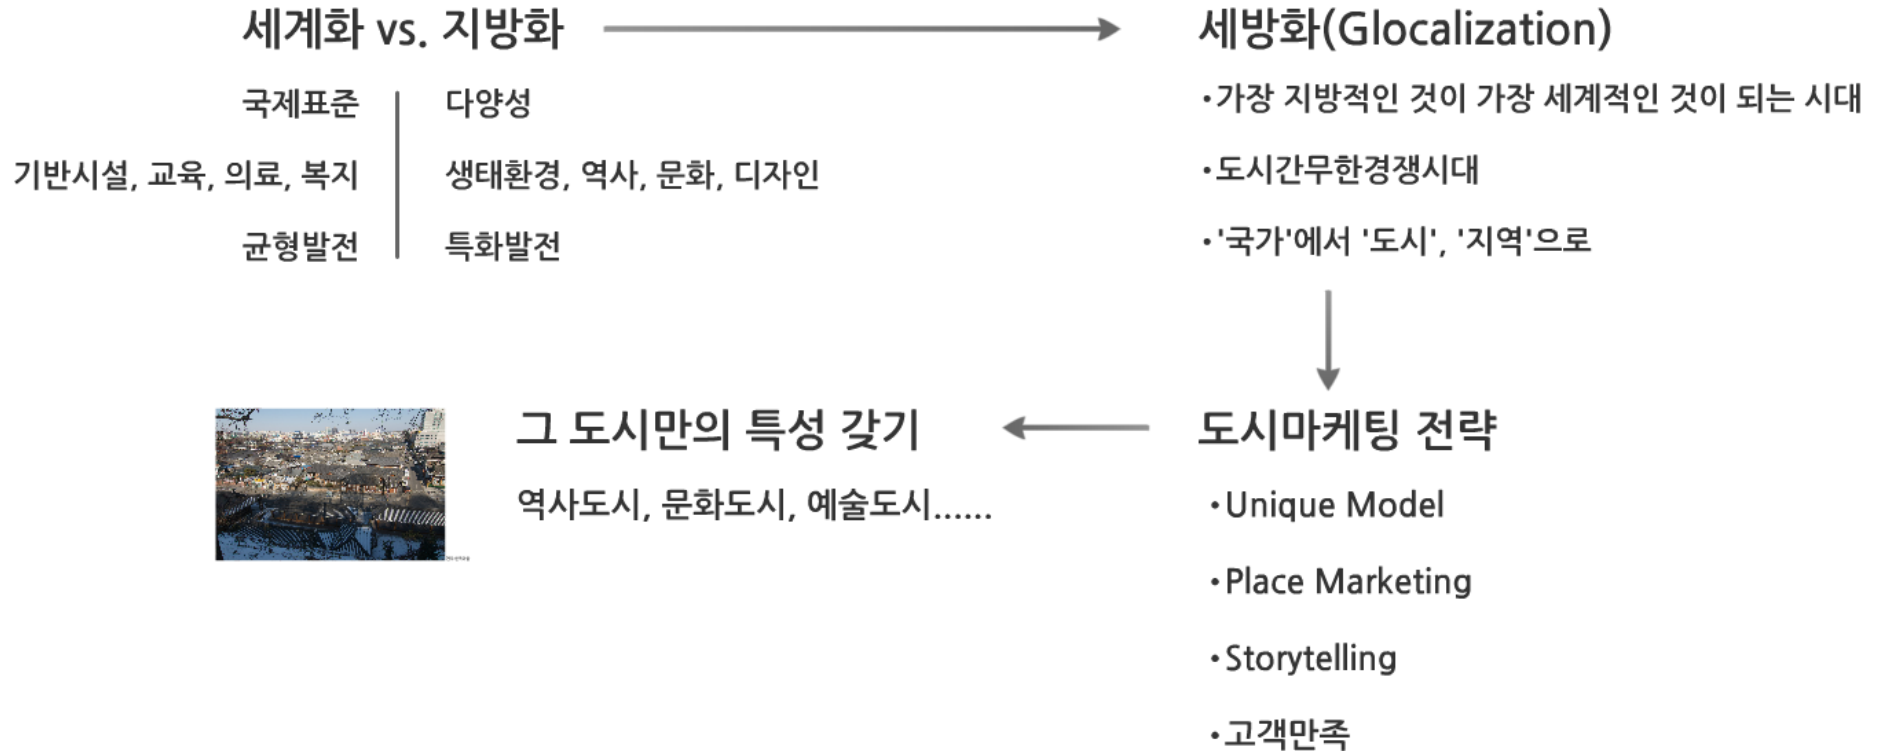 세계화 vs. 지방화
국제표준 다양성
기반시설, 교육, 의료, 복지 생태환경, 역사, 문화, 디자인
균형발전 특화발전
세방화(Glocalization)
•가장 지방적인 것이 가장 세계적인 것이 되는 시대
•도시간무한경쟁시대
•'국가'에서 '도시', '지역'으로
도시마케팅 전략
•Unique Model
•Place Marketing
•Storytelling
•고객만족
그 도시만의 특성 갖기
역사도시, 문화도시, 예술도시......